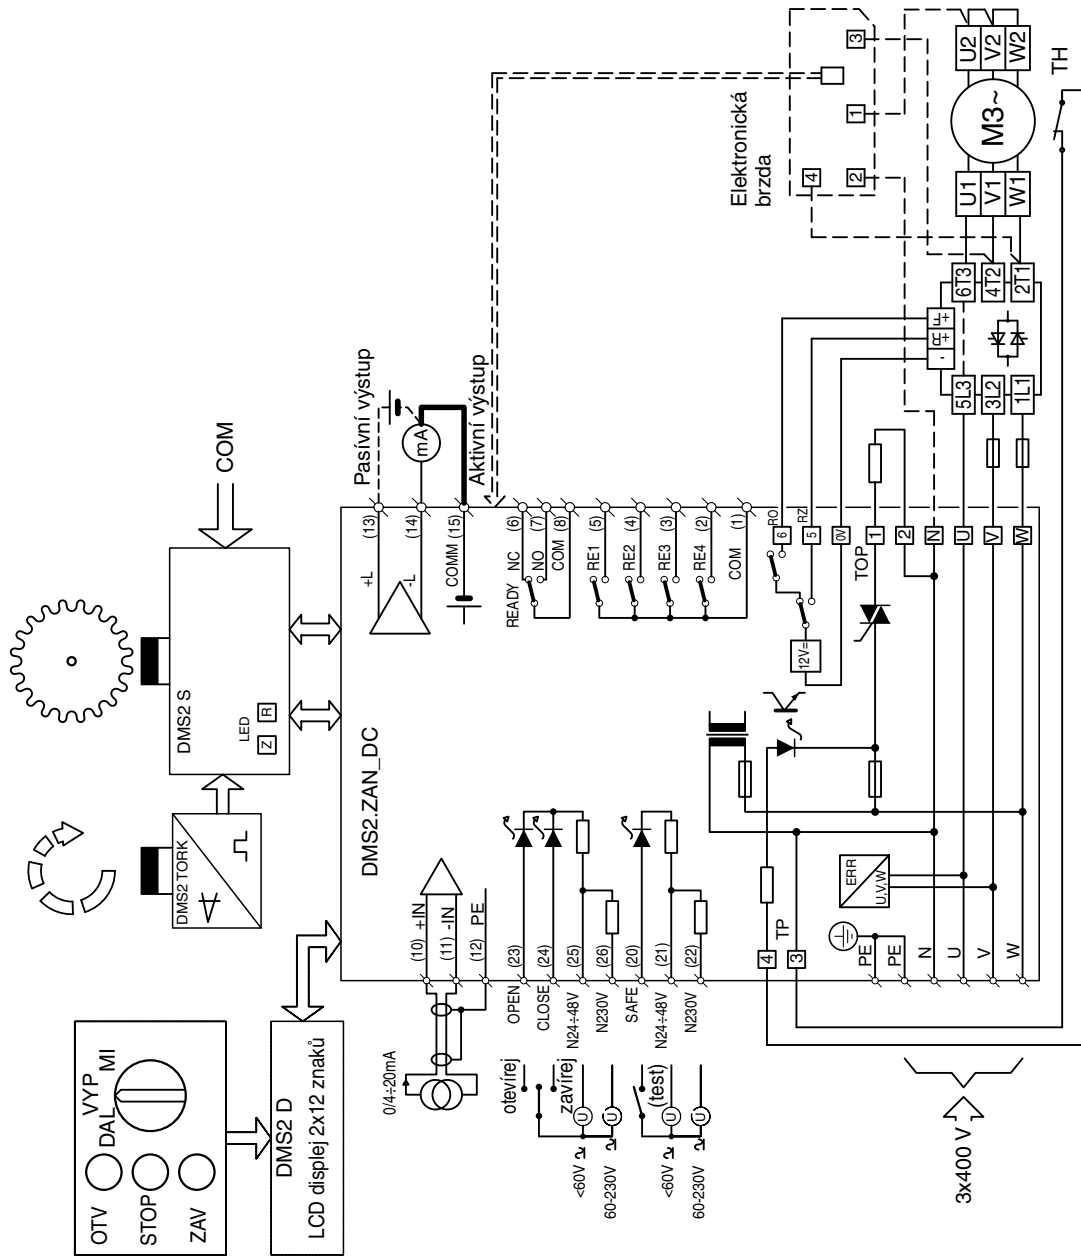 OTV
STOP
ZAV
DAL
VYP
MI
DMS2 D
LCD displej 2x12 znaků
DMS2 TORK
DMS2 S
LED
Z
R
COM
DMS2.ZAN_DC
0/4÷20mA
(10) +IN
(11) -IN
(12) PE
OPEN (23)
CLOSE (24)
N24÷48V (25)
N230V (26)
SAFE (20)
N24÷48V (21)
N230V (22)
otevírej
zavírej
<60V
60-230V
U
U
(test)
<60V
60-230V
U
U
4
3
TP
PE
PE
N
U
V
W
3x400 V
ERR
U,V,W
+L (13)
-L (14)
COMM (15)
Pasívní výstup
mA
Aktivní výstup
READY
NC (6)
NO (7)
COM (8)
RE1 (5)
RE2 (4)
RE3 (3)
RE4 (2)
COM (1)
12V=
RO
6
RZ
5
0V
TOP
1
2
N
U
V
W
Elektronická
brzda
4
2
1
3
-
+R
+F
5L3
3L2
1L1
6T3
4T2
2T1
U1
V1
W1
M3~
U2
V2
W2
TH